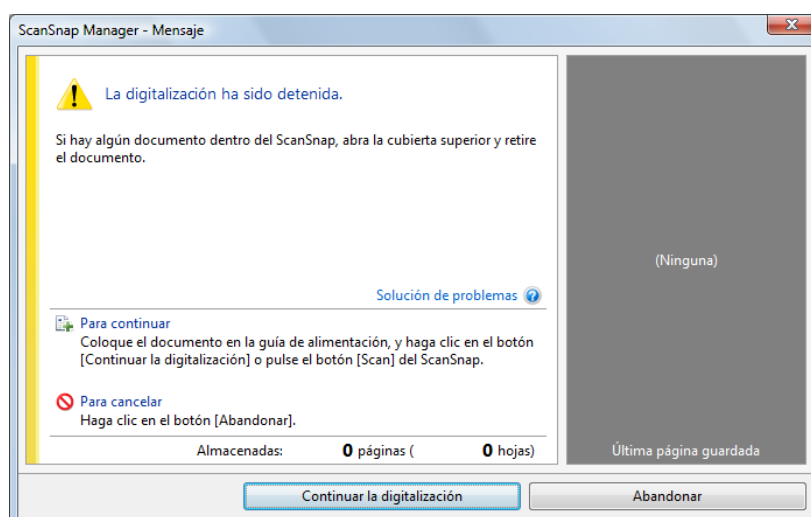 ScanSnap Manager - Mensaje
La digitalización ha sido detenida.
Si hay algún documento dentro del ScanSnap, abra la cubierta superior y retire
el documento.
(Ninguna)
Solución de problemas
Para continuar
Coloque el documento en la guía de alimentación, y haga clic en el botón
[Continuar la digitalización] o pulse el botón [Scan] del ScanSnap.
Para cancelar
Haga clic en el botón [Abandonar].
Almacenadas: 0 páginas ( 0 hojas)
Última página guardada
Continuar la digitalización
Abandonar